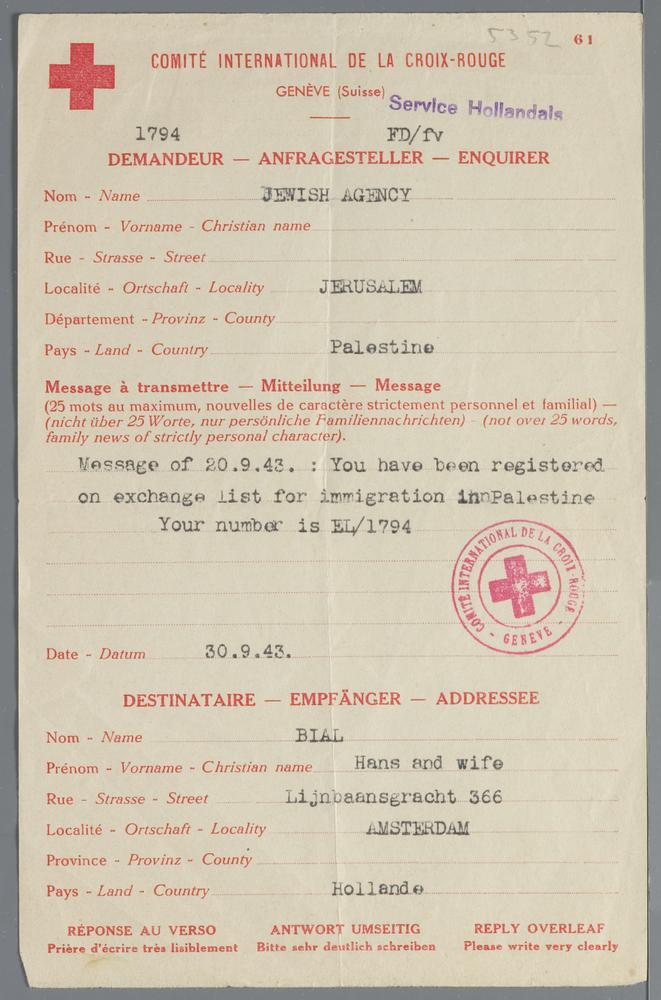 5352 61
COMITÉ INTERNATIONAL DE LA CROIX-ROUGE
GENÈVE (Suisse)
Service Hollandais
1794 FD/fv
DEMANDEUR — ANFRAGESTELLER — ENQUIRER
Nom - Name JEWISH AGENCY
Prénom - Vorname - Christian name
Rue - Strasse - Street
Localité - Ortschaft - Locality JERUSALEM
Département - Provinz - County
Pays - Land - Country Palestine
Message à transmettre — Mitteilung — Message
(25 mots au maximum, nouvelles de caractère strictement personnel et familial) —
(nicht über 25 Worte, nur persönliche Familiennachrichten) - (not over 25 words,
family news of strictly personal character).
Message of 20.9.43. : You have been registered
on exchange list for immigration innPalestine
Your number is EL/1794
COMITÉ INTERNATIONAL DE LA CROIX-ROUGE - GENÈVE -
Date - Datum 30.9.43.
DESTINATAIRE — EMPFÄNGER — ADDRESSEE
Nom - Name BIAL
Prénom - Vorname - Christian name Hans and wife
Rue - Strasse - Street Lijnbaansgracht 366
Localité - Ortschaft - Locality AMSTERDAM
Province - Provinz - County
Pays - Land - Country Hollande
RÉPONSE AU VERSO ANTWORT UMSEITIG REPLY OVERLEAF
Prière d'écrire très lisiblement Bitte sehr deutlich schreiben Please write very clearly